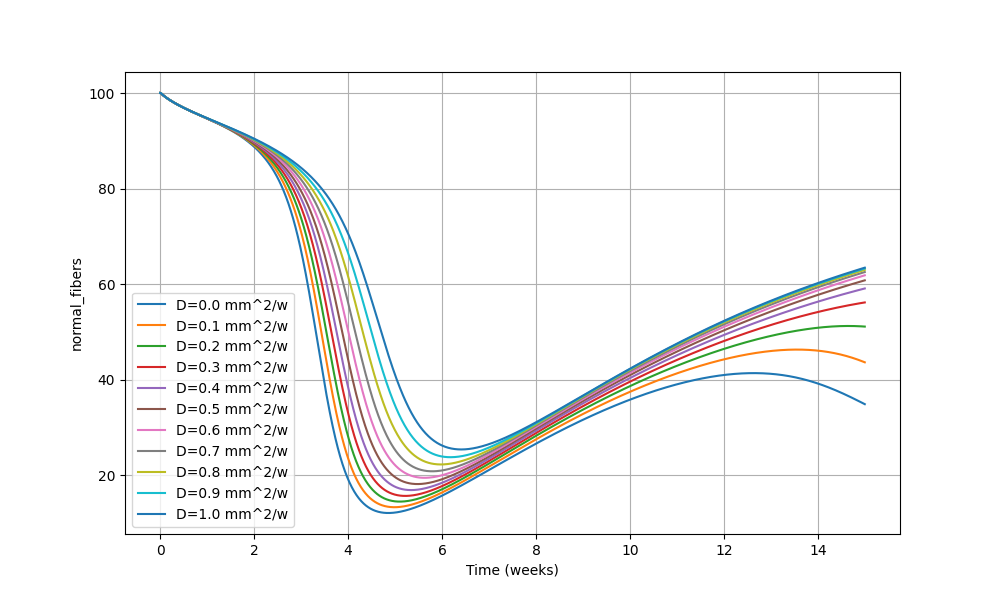 100
80
60
40
20
normal_fibers
D=0.0 mm^2/w
D=0.1 mm^2/w
D=0.2 mm^2/w
D=0.3 mm^2/w
D=0.4 mm^2/w
D=0.5 mm^2/w
D=0.6 mm^2/w
D=0.7 mm^2/w
D=0.8 mm^2/w
D=0.9 mm^2/w
D=1.0 mm^2/w
0 2 4 6 8 10 12 14
Time (weeks)